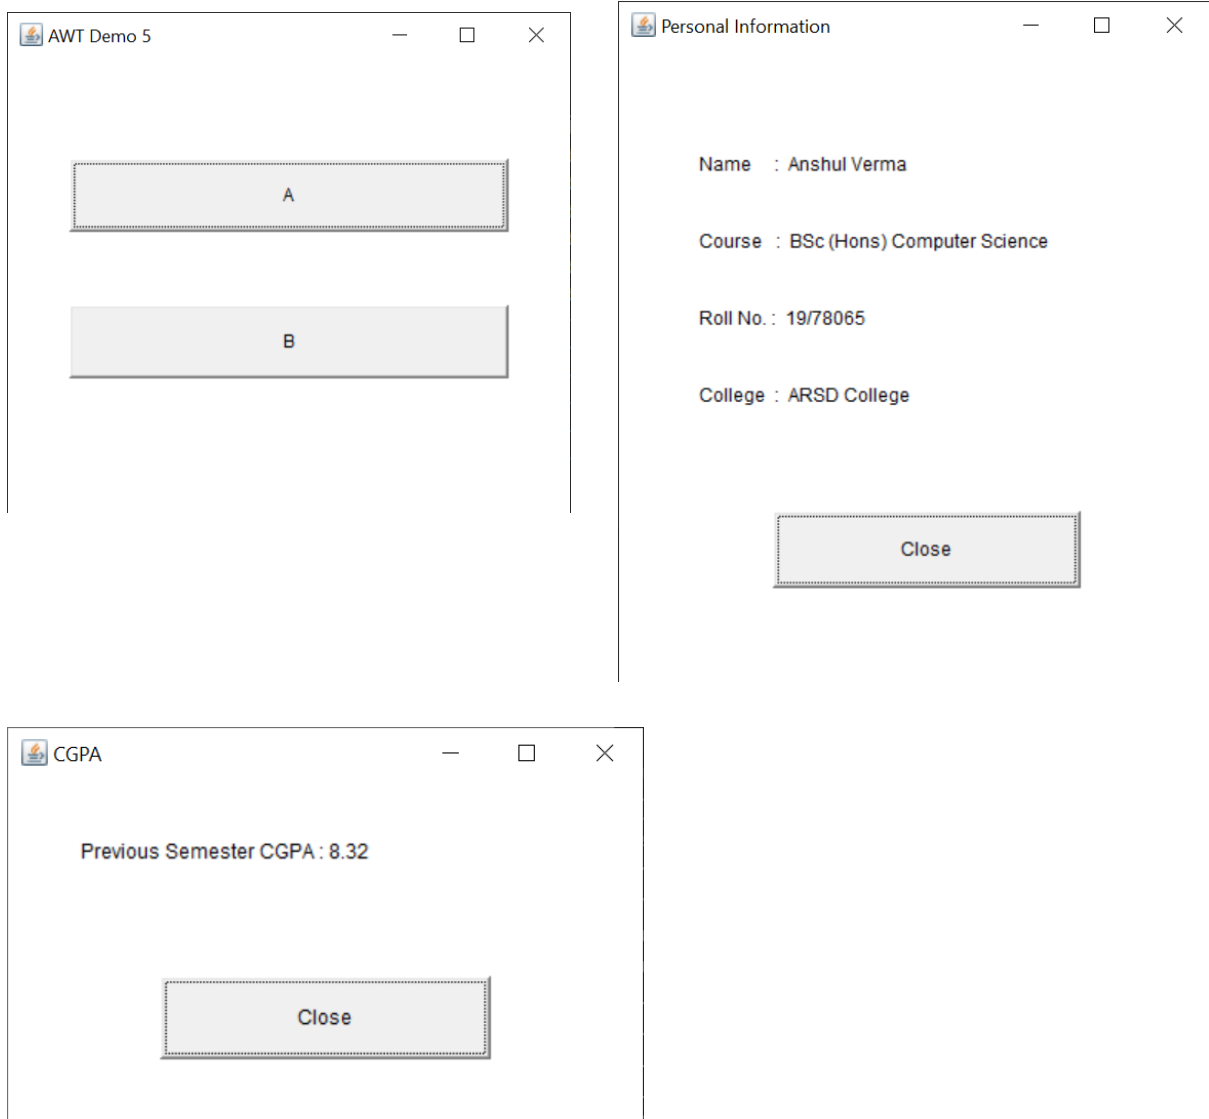 AWT Demo 5
A
B
Personal Information
Name : Anshul Verma
Course : BSc (Hons) Computer Science
Roll No. : 19/78065
College : ARSD College
Close
CGPA
Previous Semester CGPA : 8.32
Close